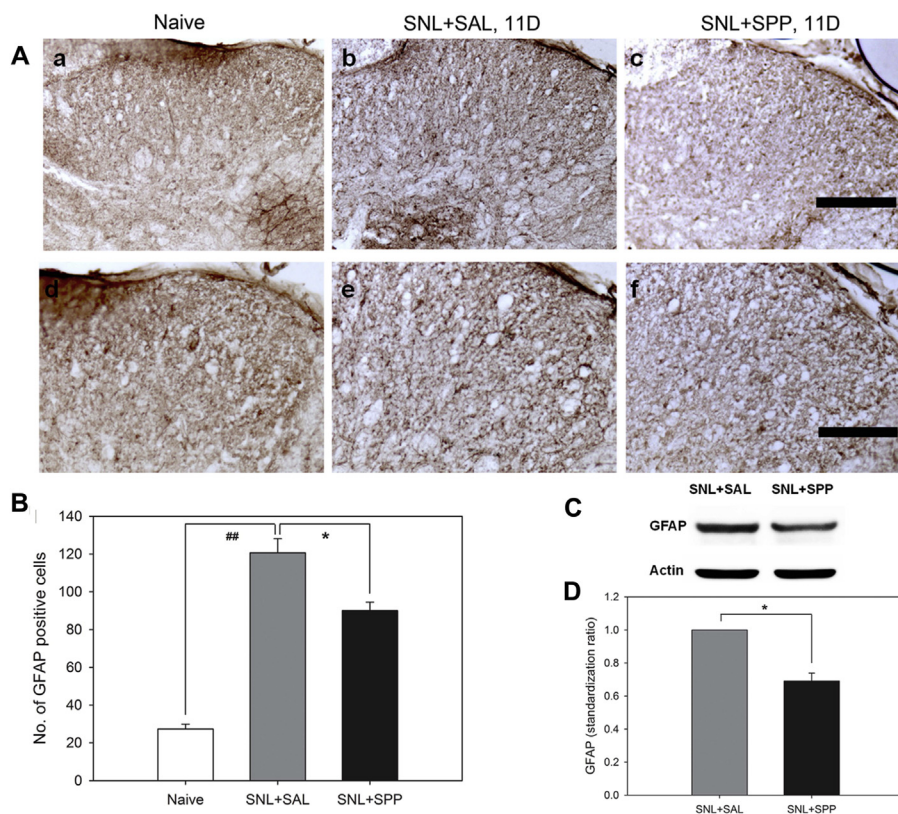 Naive SNL+SAL, 11D SNL+SPP, 11D
A
a b c
d e f
B
140
120
100
80
60
40
20
0
No. of GFAP positive cells
## *
Naive SNL+SAL SNL+SPP
C
SNL+SAL SNL+SPP
GFAP
Actin
D
1.2
1.0
0.8
0.6
0.4
0.2
0.0
GFAP (standardization ratio)
*
SNL+SAL SNL+SPP